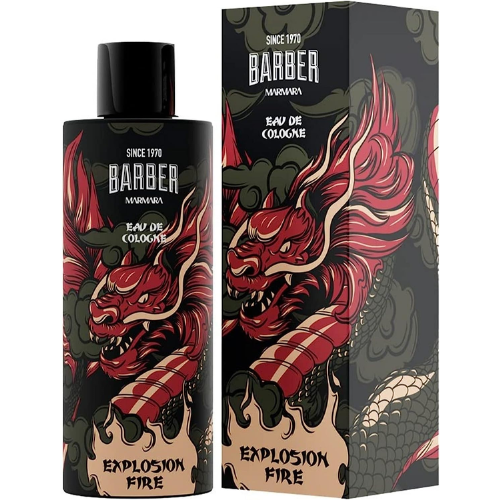 SINCE 1970
BARBER
MARMARA
EAU DE
COLOGNE
EXPLOSION
FIRE
SINCE 1970
BARBER
MARMARA
EAU DE
COLOGNE
EXPLOSION
FIRE